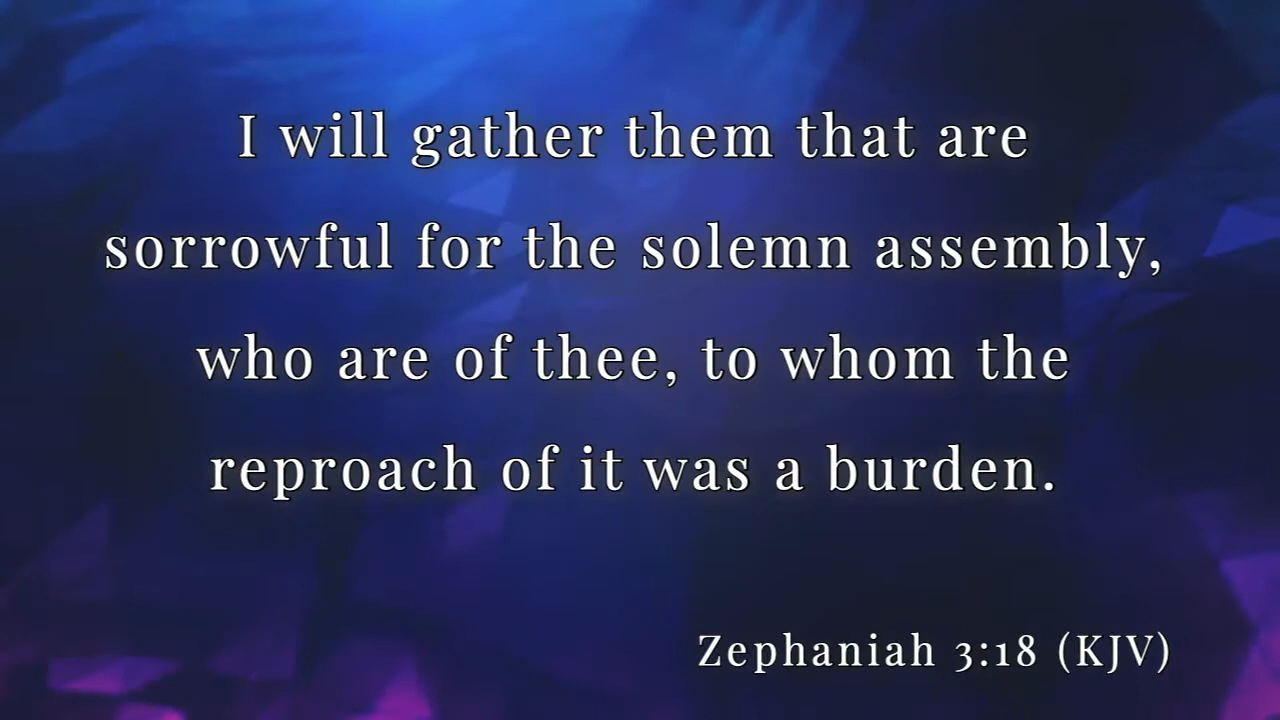 I will gather them that are
sorrowful for the solemn assembly,
who are of thee, to whom the
reproach of it was a burden.
Zephaniah 3:18 (KJV)